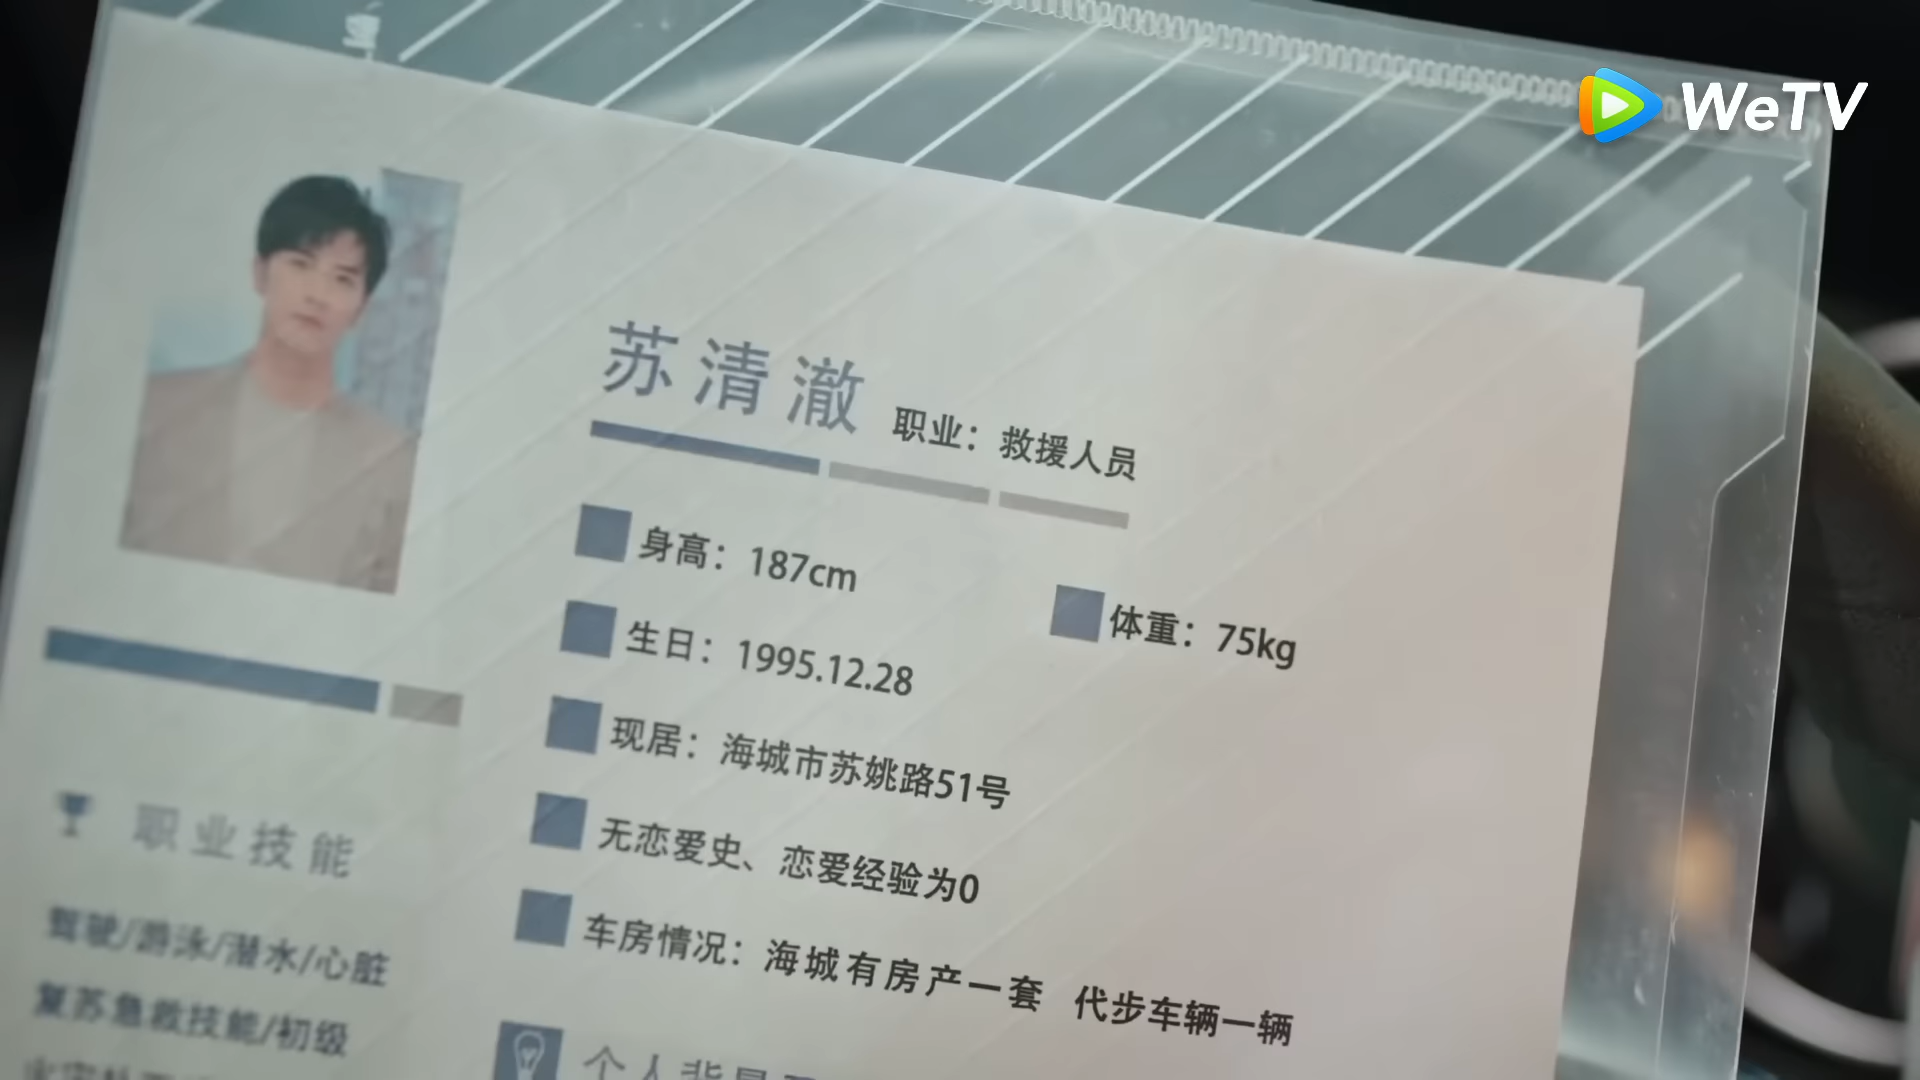 WeTV
苏清澈 职业：救援人员
身高：187cm 体重：75kg
生日：1995.12.28
现居：海城市苏姚路51号
无恋爱史、恋爱经验为0
车房情况：海城有房产一套 代步车辆一辆
职业技能
驾驶/游泳/潜水/心脏
复苏急救技能/初级
个人背景